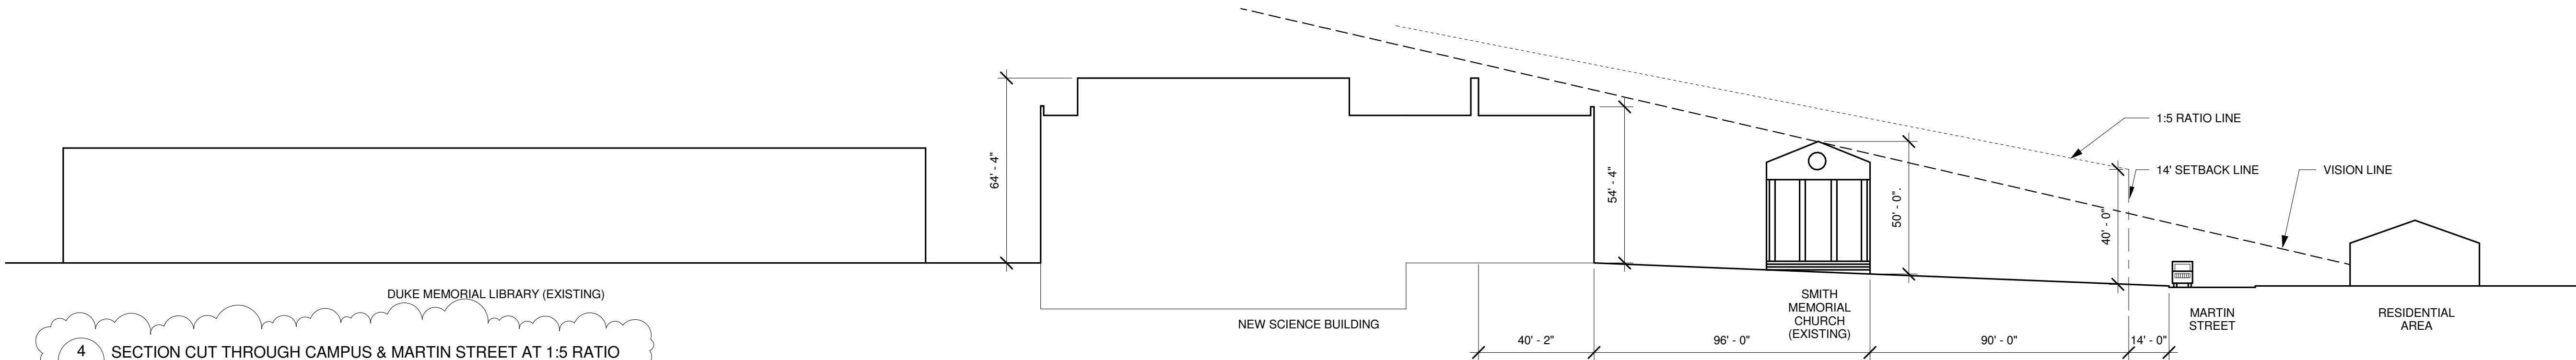 1:5 RATIO LINE
14' SETBACK LINE
VISION LINE
64' - 4"
54' - 4"
50' - 0".
40' - 0"
DUKE MEMORIAL LIBRARY (EXISTING)
NEW SCIENCE BUILDING
SMITH
MEMORIAL
CHURCH
(EXISTING)
MARTIN
STREET
RESIDENTIAL
AREA
40' - 2"
96' - 0"
90' - 0"
14' - 0"
4
SECTION CUT THROUGH CAMPUS & MARTIN STREET AT 1:5 RATIO